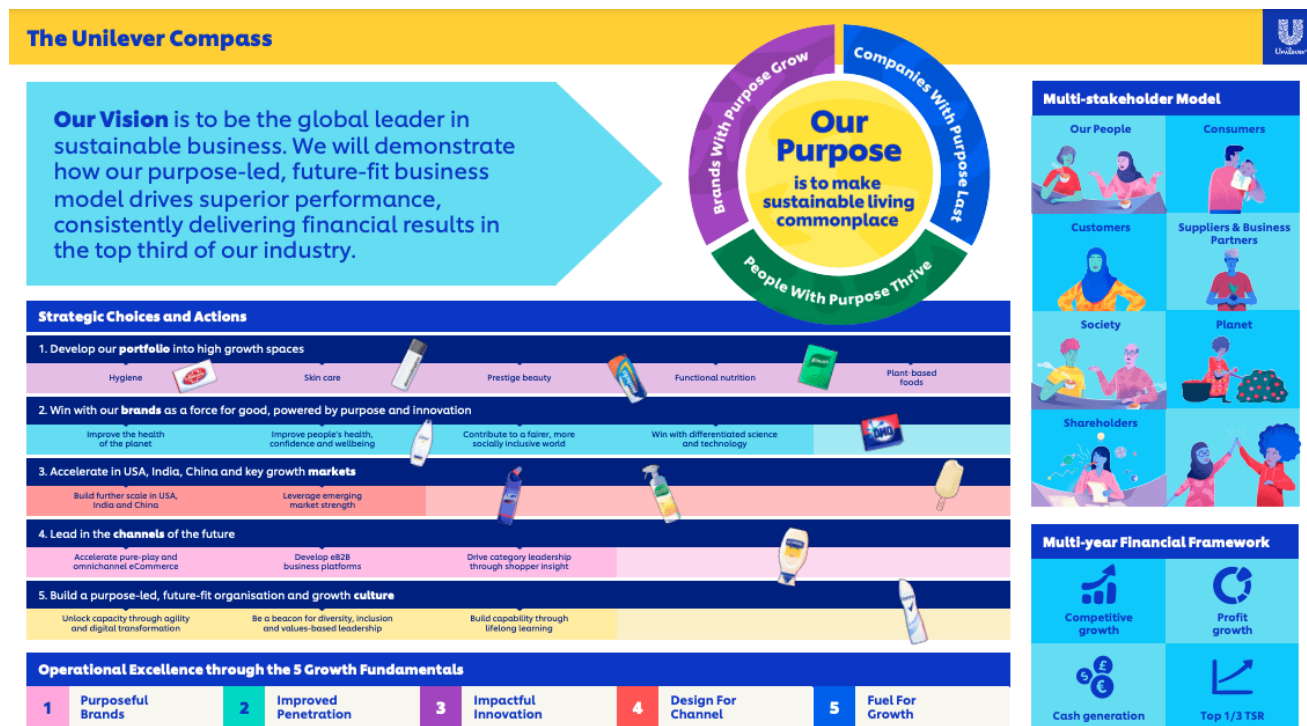 The Unilever Compass
Unilever
Our Vision is to be the global leader in
sustainable business. We will demonstrate
how our purpose-led, future-fit business
model drives superior performance,
consistently delivering financial results in
the top third of our industry.
Brands With Purpose Grow
Companies With Purpose Last
People With Purpose Thrive
Our
Purpose
is to make
sustainable living
commonplace
Strategic Choices and Actions
1. Develop our portfolio into high growth spaces
Hygiene
Skin care
Prestige beauty
Functional nutrition
Plant-based
foods
2. Win with our brands as a force for good, powered by purpose and innovation
Improve the health
of the planet
Improve people's health,
confidence and wellbeing
Contribute to a fairer, more
socially inclusive world
Win with differentiated science
and technology
OMO
3. Accelerate in USA, India, China and key growth markets
Build further scale in USA,
India and China
Leverage emerging
market strength
4. Lead in the channels of the future
Accelerate pure-play and
omnichannel eCommerce
Develop eB2B
business platforms
Drive category leadership
through shopper insight
5. Build a purpose-led, future-fit organisation and growth culture
Unlock capacity through agility
and digital transformation
Be a beacon for diversity, inclusion
and values-based leadership
Build capability through
lifelong learning
Operational Excellence through the 5 Growth Fundamentals
1 Purposeful
Brands
2 Improved
Penetration
3 Impactful
Innovation
4 Design For
Channel
5 Fuel For
Growth
Multi-stakeholder Model
Our People
Consumers
Customers
Suppliers & Business
Partners
Society
Planet
Shareholders
Multi-year Financial Framework
Competitive
growth
Profit
growth
$ £ €
Cash generation
Top 1/3 TSR